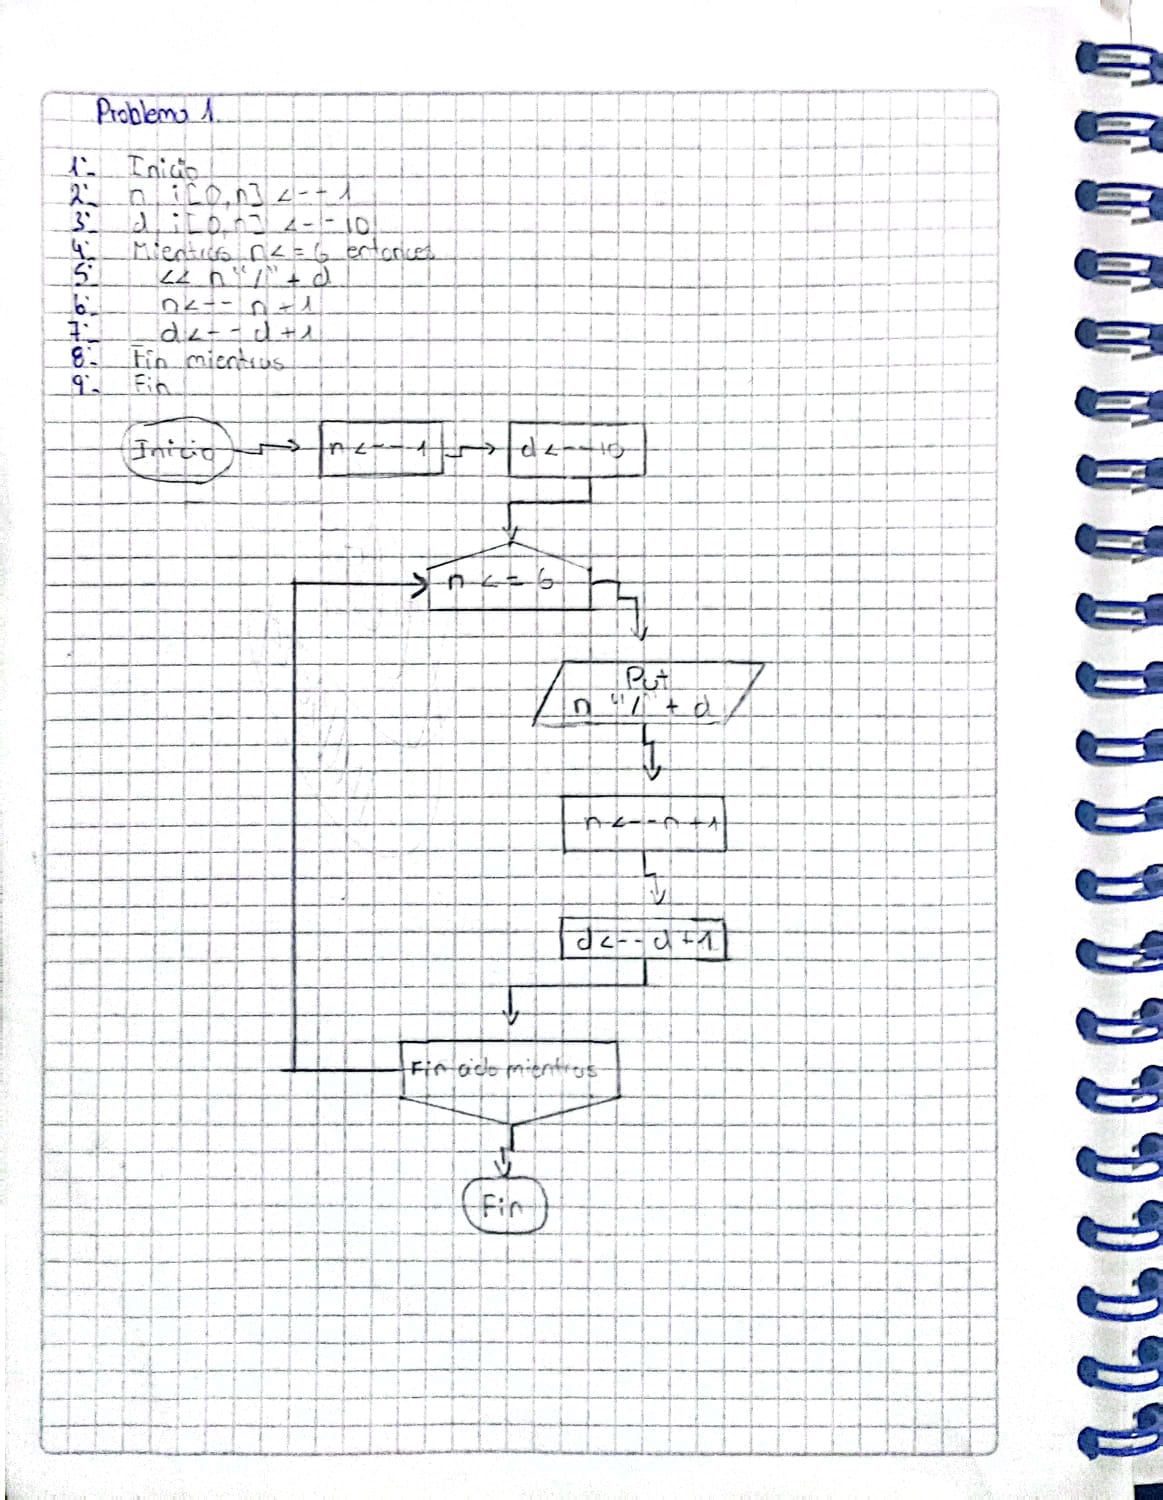 Problema 1
1.- Inicio
2.- n i[0,n] <-- 1
3.- d i[0,n] <-- 10
4.- Mientras n<=6 entonces
5.- << n "/" + d
6.- n<-- n+1
7.- d<-- d+1
8.- Fin mientras
9.- Fin
Inicio
n <-- 1
d <-- 10
n <= 6
Put
n "/" + d
n<--n+1
d<-- d+1
Fin ciclo mientras
Fin